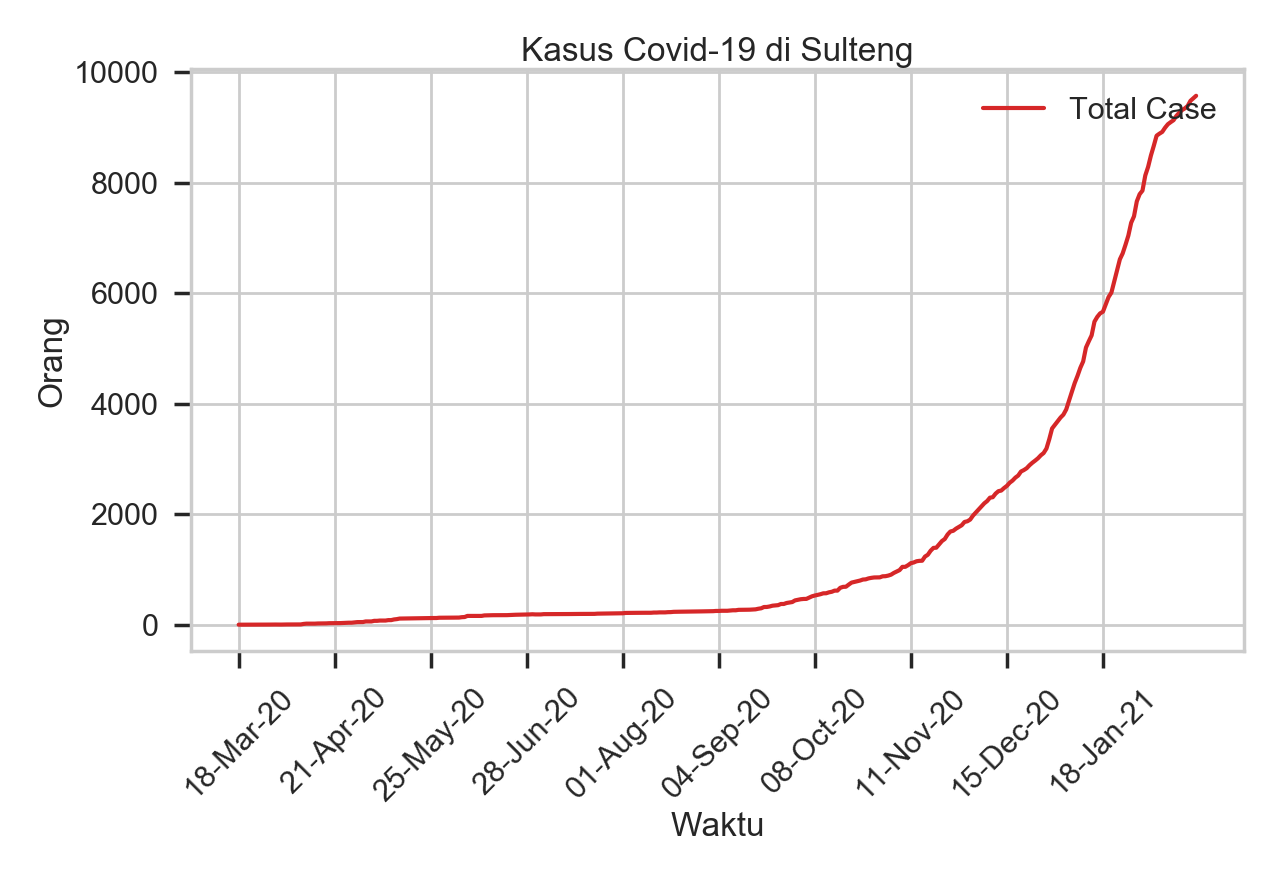 Kasus Covid-19 di Sulteng
Total Case
10000
8000
6000
4000
2000
0
Orang
18-Mar-20
21-Apr-20
25-May-20
28-Jun-20
01-Aug-20
04-Sep-20
08-Oct-20
11-Nov-20
15-Dec-20
18-Jan-21
Waktu